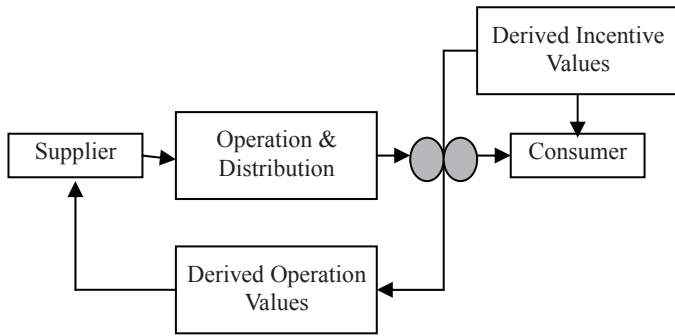 Derived Incentive
Values
Supplier
Operation &
Distribution
Consumer
Derived Operation
Values